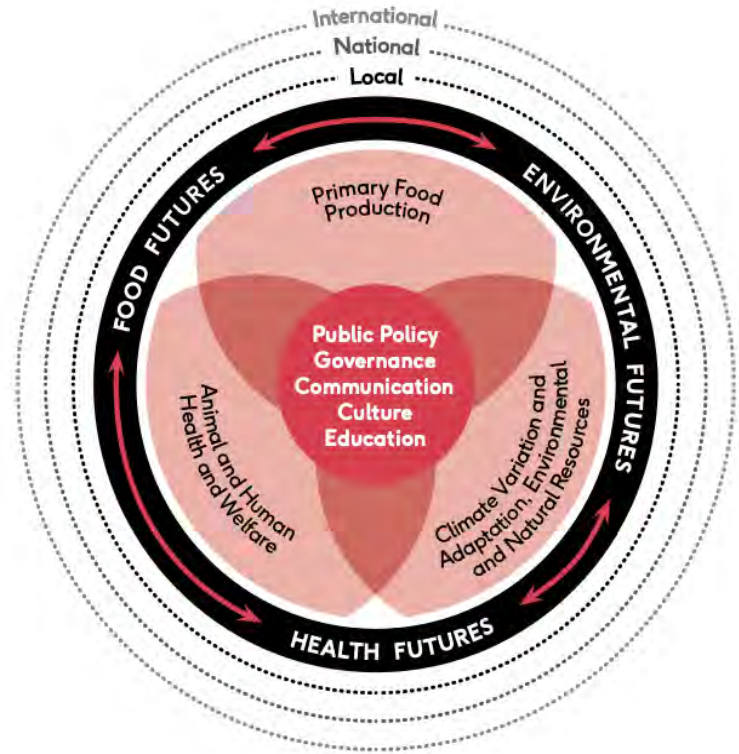 International
National
Local
FOOD FUTURES
ENVIRONMENTAL FUTURES
Primary Food
Production
Public Policy
Governance
Communication
Culture
Education
Animal and Human
Health and Welfare
Climate Variation and
Adaptation, Environmental
and Natural Resources
HEALTH FUTURES